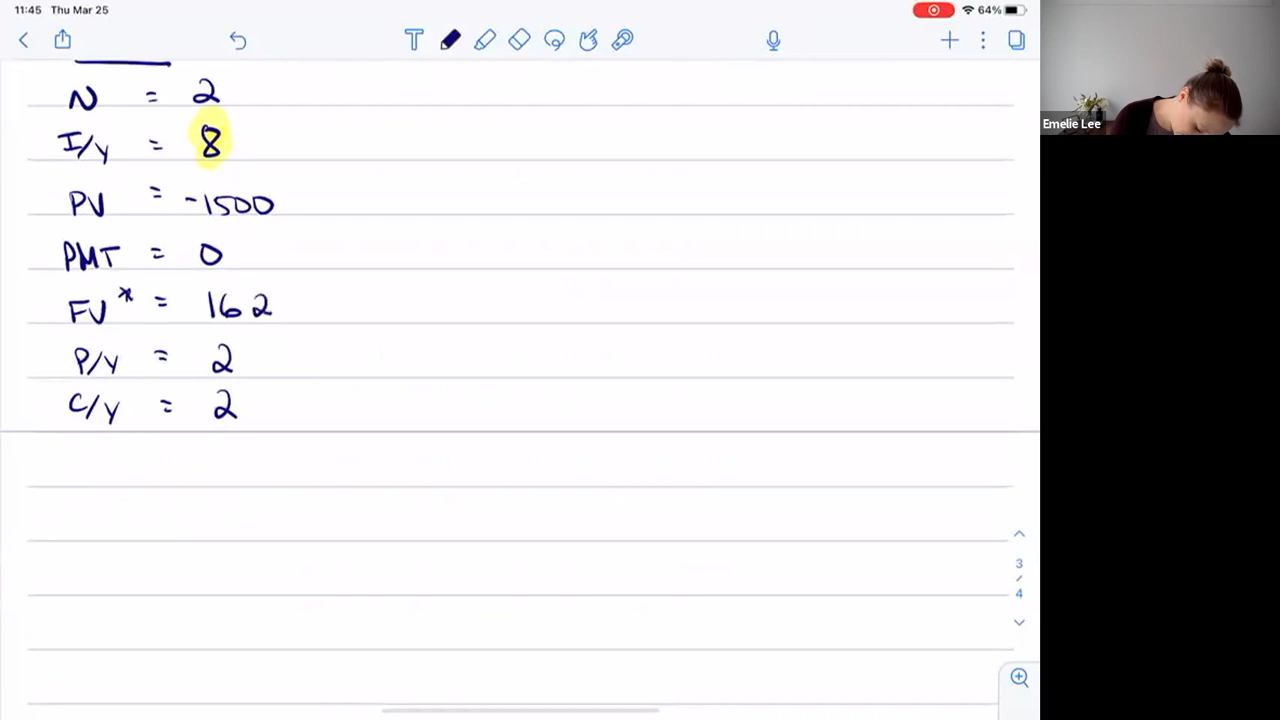 11:45 Thu Mar 25
64%
T
Emelie Lee
N = 2
I/Y = 8
PV = -1500
PMT = 0
FV* = 162
P/Y = 2
C/Y = 2
3
/
4